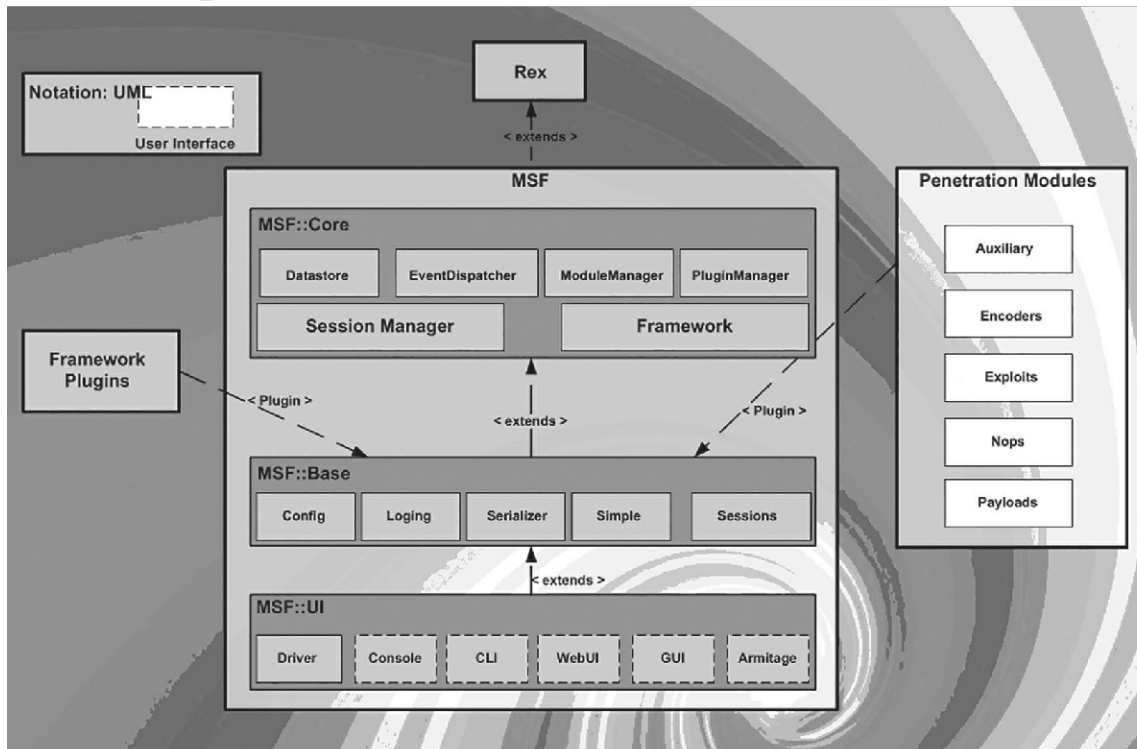 Rex
Notation: UML
User Interface
< extends >
MSF
Penetration Modules
MSF::Core
Datastore
EventDispatcher
ModuleManager
PluginManager
Session Manager
Framework
Auxiliary
Encoders
Exploits
Nops
Payloads
Framework
Plugins
< Plugin >
< extends >
< Plugin >
MSF::Base
Config
Loging
Serializer
Simple
Sessions
< extends >
MSF::UI
Driver
Console
CLI
WebUI
GUI
Armitage